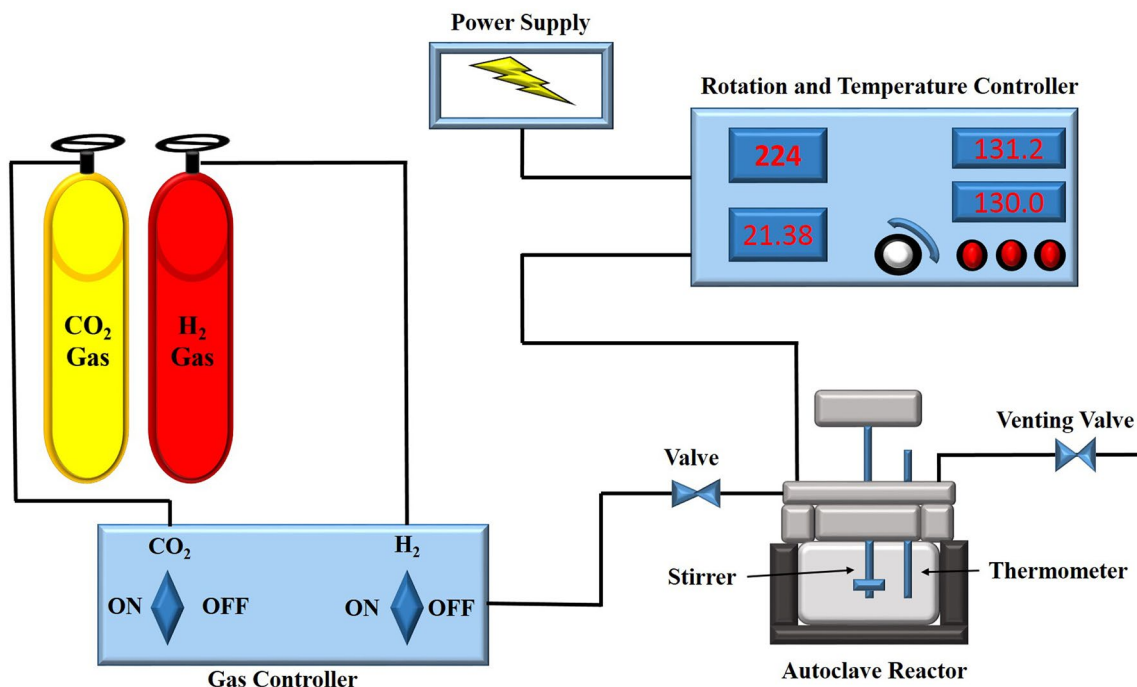 Power Supply
Rotation and Temperature Controller
224
131.2
130.0
21.38
CO₂
Gas
H₂
Gas
Venting Valve
Valve
CO₂
H₂
ON
OFF
ON
OFF
Stirrer
Thermometer
Gas Controller
Autoclave Reactor